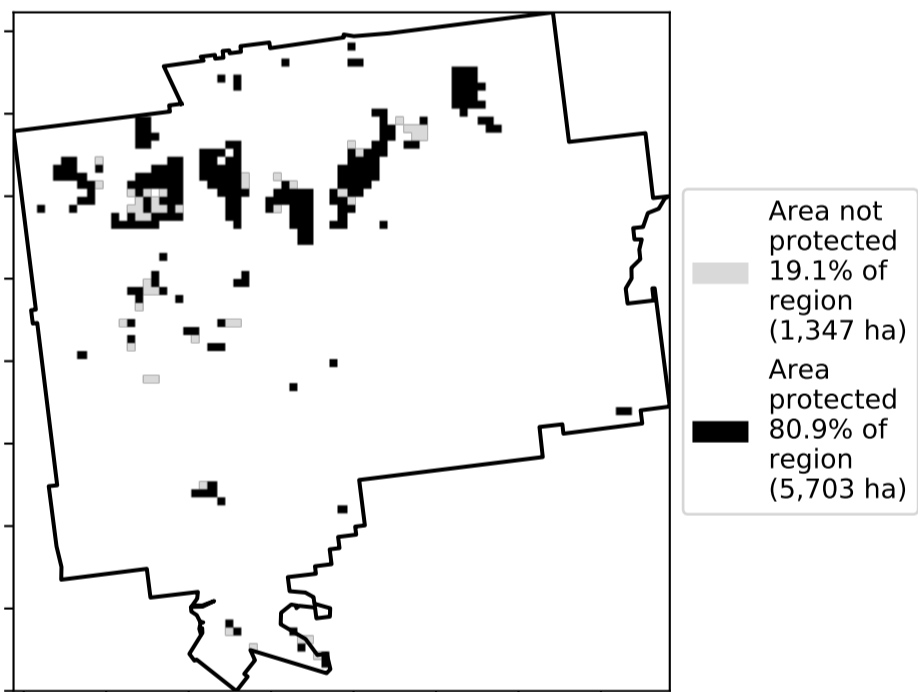 Area not
protected
19.1% of
region
(1,347 ha)
Area
protected
80.9% of
region
(5,703 ha)